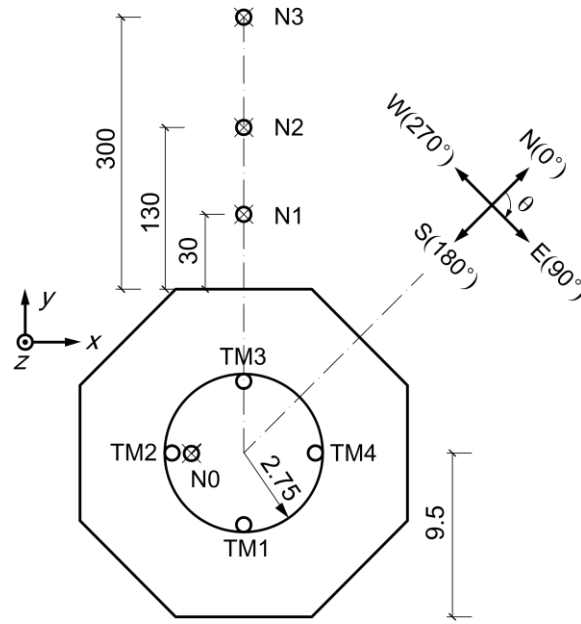 N3
N2
N1
300
130
30
W(270°)
N(0°)
θ
S(180°)
E(90°)
y
x
z
TM3
TM2
N0
TM4
2.75
TM1
9.5